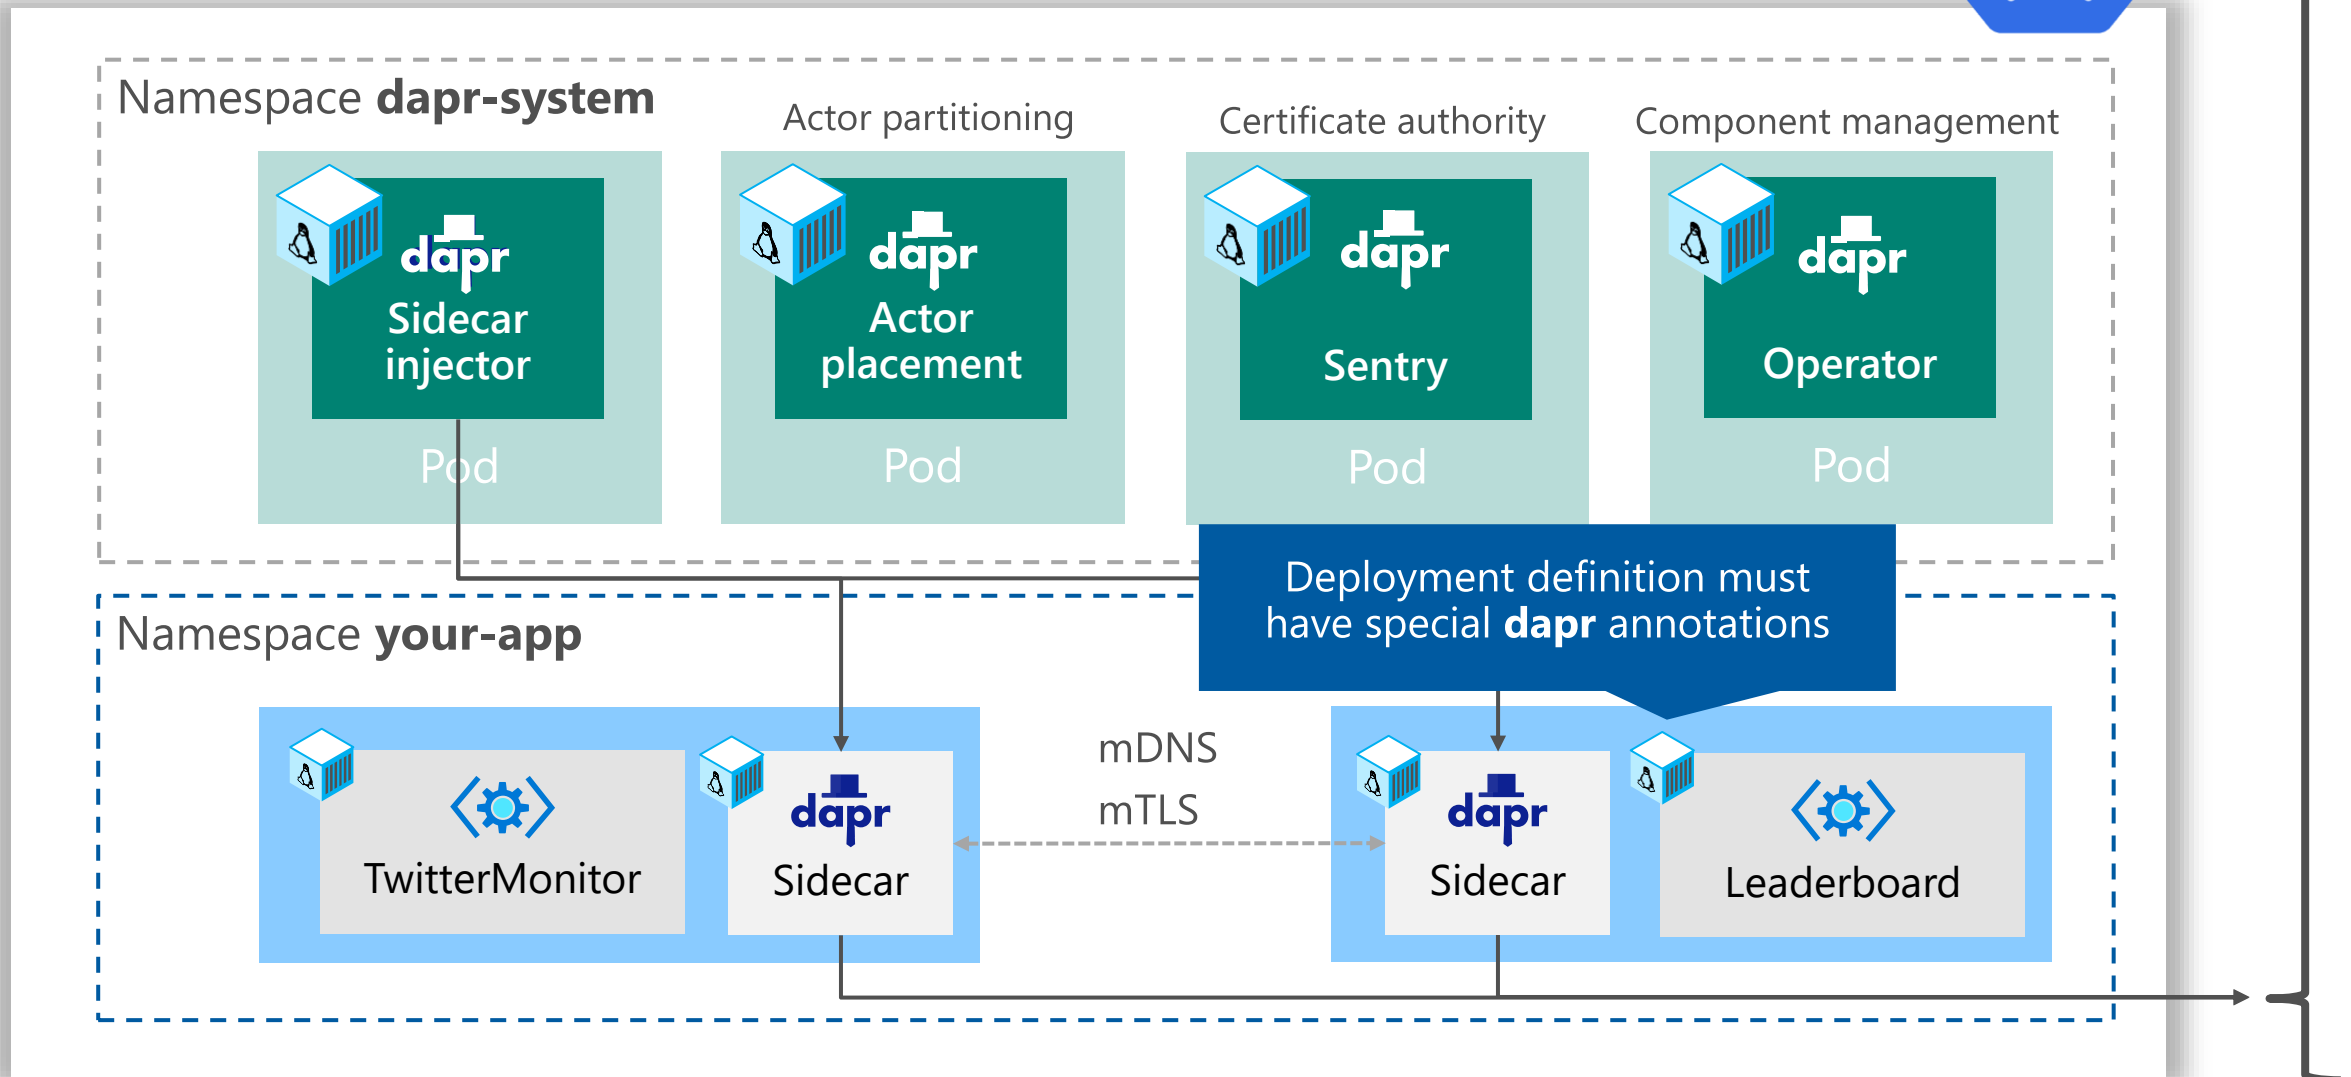 Namespace dapr-system
Actor partitioning
Certificate authority
Component management
dapr
Sidecar
injector
Pod
dapr
Actor
placement
Pod
dapr
Sentry
Pod
dapr
Operator
Pod
Deployment definition must
have special dapr annotations
Namespace your-app
TwitterMonitor
dapr
Sidecar
mDNS
mTLS
dapr
Sidecar
Leaderboard